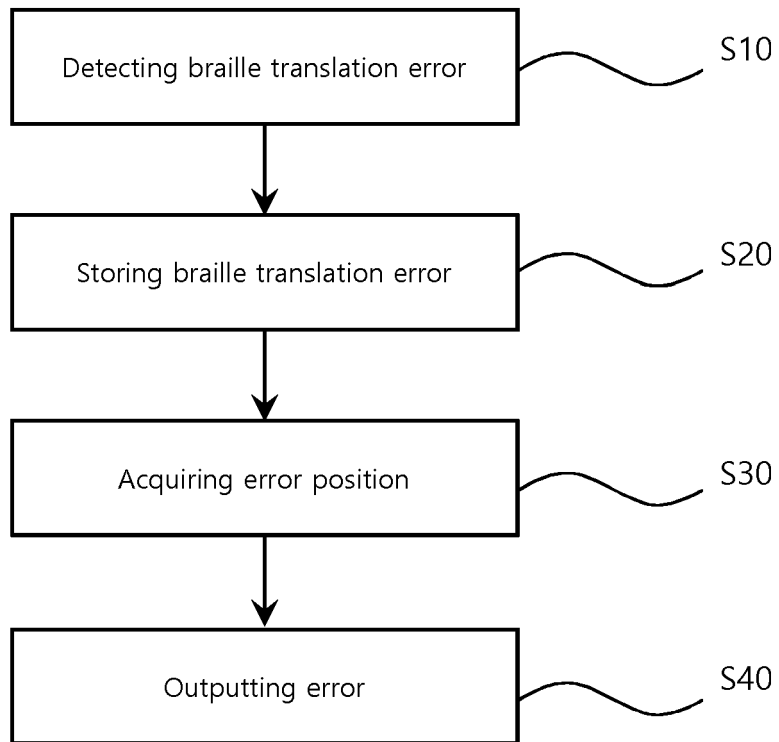 Detecting braille translation error
S10
Storing braille translation error
S20
Acquiring error position
S30
Outputting error
S40